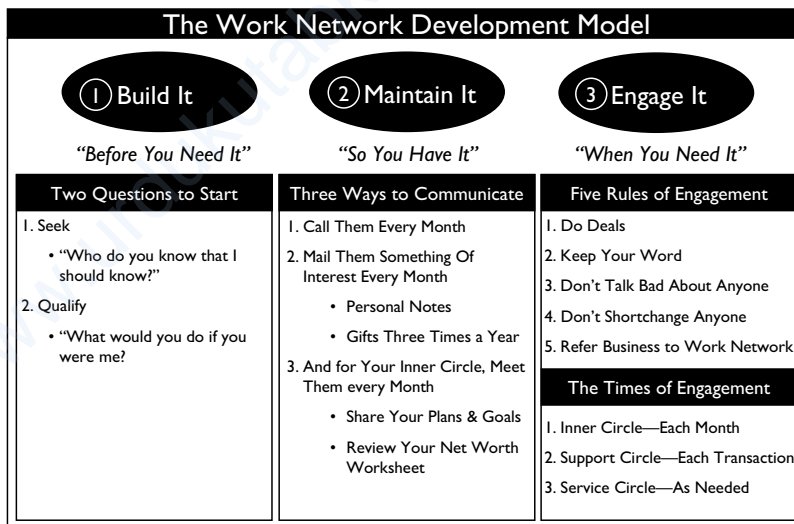 The Work Network Development Model
1 Build It
"Before You Need It"
Two Questions to Start
1. Seek
• "Who do you know that I
should know?"
2. Qualify
• "What would you do if you
were me?
2 Maintain It
"So You Have It"
Three Ways to Communicate
1. Call Them Every Month
2. Mail Them Something Of
Interest Every Month
• Personal Notes
• Gifts Three Times a Year
3. And for Your Inner Circle, Meet
Them every Month
• Share Your Plans & Goals
• Review Your Net Worth
Worksheet
3 Engage It
"When You Need It"
Five Rules of Engagement
1. Do Deals
2. Keep Your Word
3. Don't Talk Bad About Anyone
4. Don't Shortchange Anyone
5. Refer Business to Work Network
The Times of Engagement
1. Inner Circle—Each Month
2. Support Circle—Each Transaction
3. Service Circle—As Needed